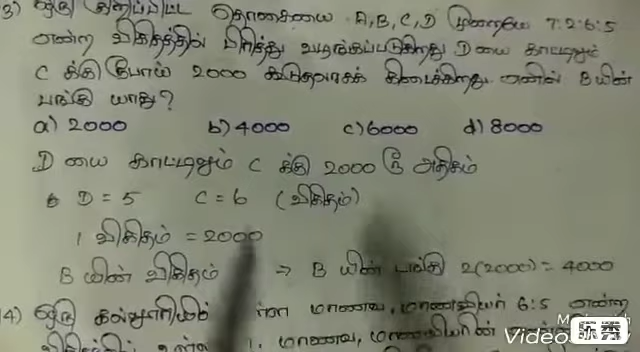 3) ஒரு குறிப்பிட்ட தொகையை A, B, C, D முறையே 7:2:6:5
என்ற விகிதத்தில் பிரித்து வழங்கப்படுகிறது D யை காட்டிலும்
C க்கு ரூபாய் 2000 கூடுதலாகக் கிடைக்கிறது எனில் B யின்
பங்கு யாது?
a) 2000 b) 4000 c) 6000 d) 8000
D யை காட்டிலும் C க்கு 2000 ரூ அதிகம்
D = 5 C = 6 (விகிதம்)
1 விகிதம் = 2000
B யின் விகிதம் ⇒ B யின் பங்கு 2(2000) = 4000
4) ஒரு கல்லூரியில் உள்ள மாணவ, மாணவியர் 6:5 என்ற
மாணவ, மாணவியரின்
Video